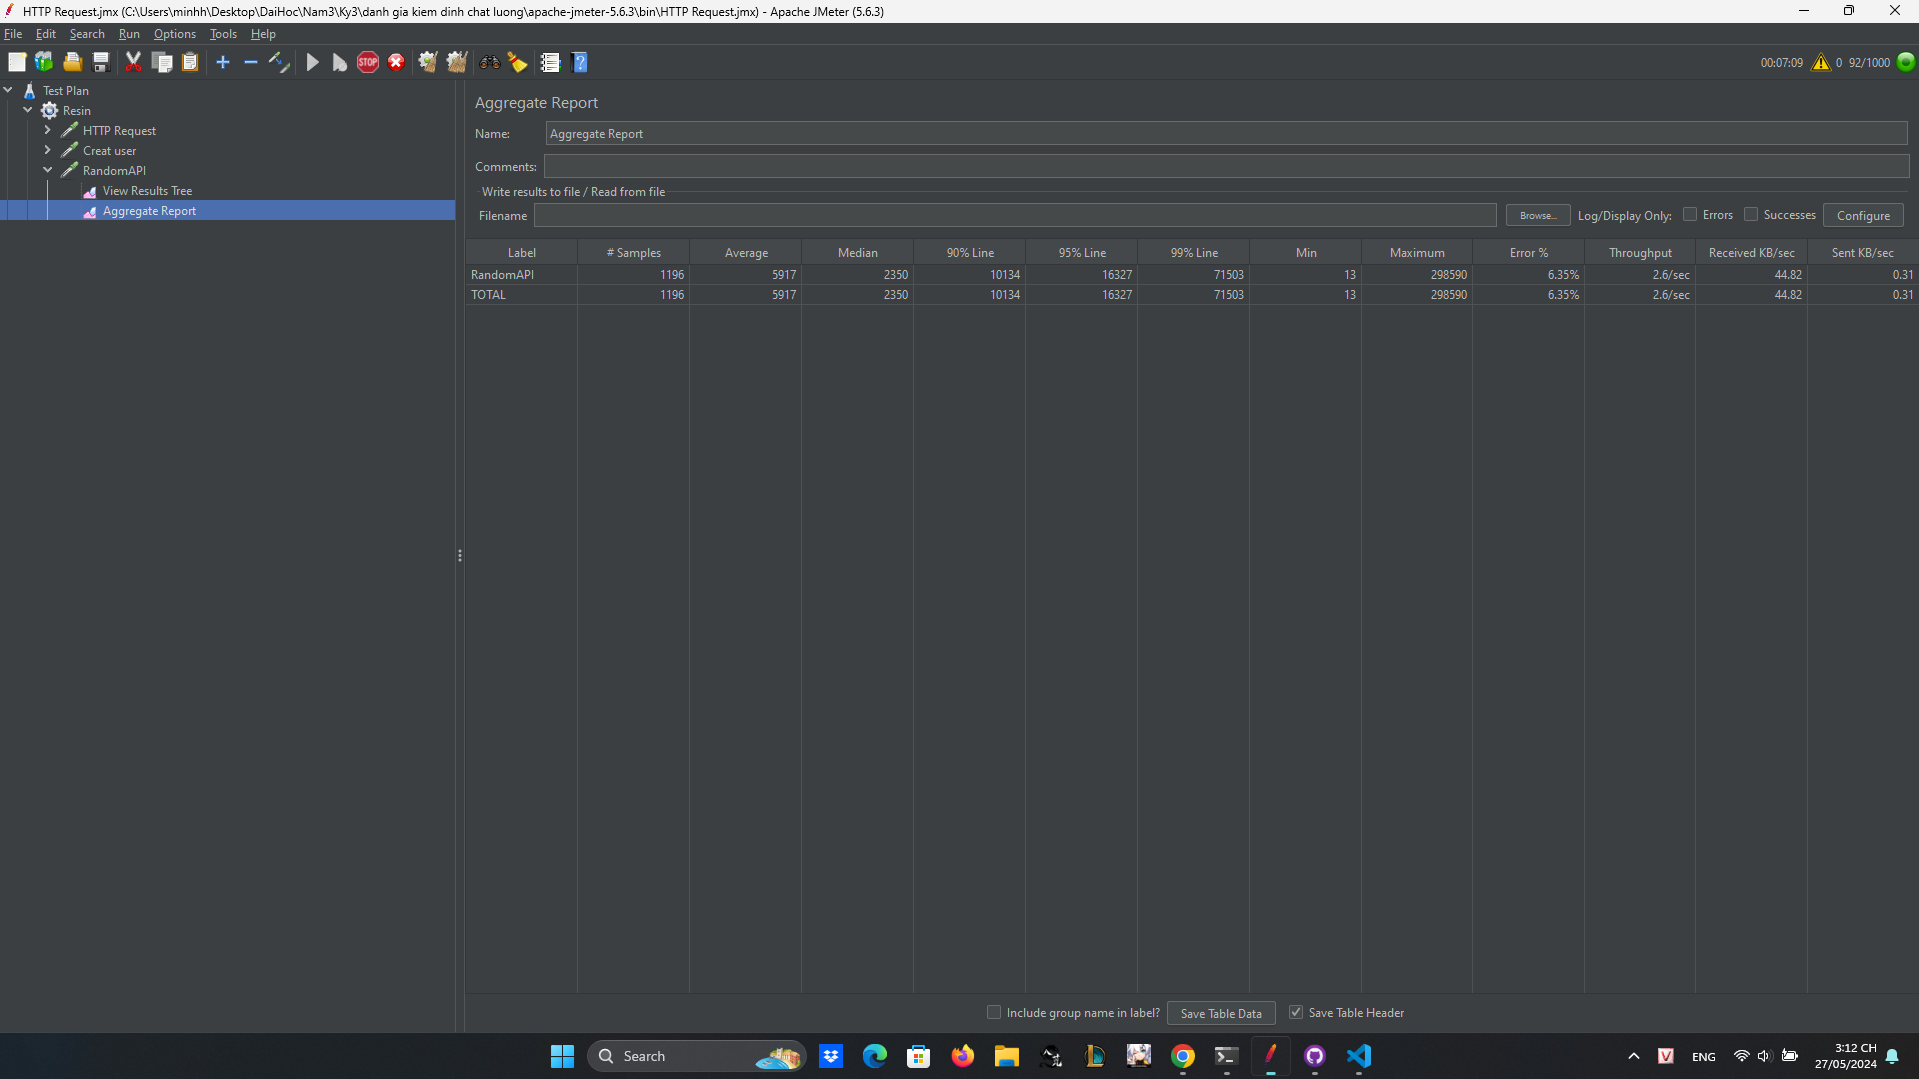 HTTP Request.jmx (C:\Users\minhh\Desktop\DaiHoc\Nam3\Ky3\danh gia kiem dinh chat luong\apache-jmeter-5.6.3\bin\HTTP Request.jmx) - Apache JMeter (5.6.3)
File Edit Search Run Options Tools Help
STOP 00:07:09 0 92/1000
Test Plan
Resin
HTTP Request
Creat user
RandomAPI
View Results Tree
Aggregate Report
Aggregate Report
Name: Aggregate Report
Comments:
Write results to file / Read from file
Filename Browse... Log/Display Only: Errors Successes Configure
Label # Samples Average Median 90% Line 95% Line 99% Line Min Maximum Error % Throughput Received KB/sec Sent KB/sec
RandomAPI 1196 5917 2350 10134 16327 71503 13 298590 6.35% 2.6/sec 44.82 0.31
TOTAL 1196 5917 2350 10134 16327 71503 13 298590 6.35% 2.6/sec 44.82 0.31
Include group name in label? Save Table Data Save Table Header
Search V ENG 3:12 CH
27/05/2024